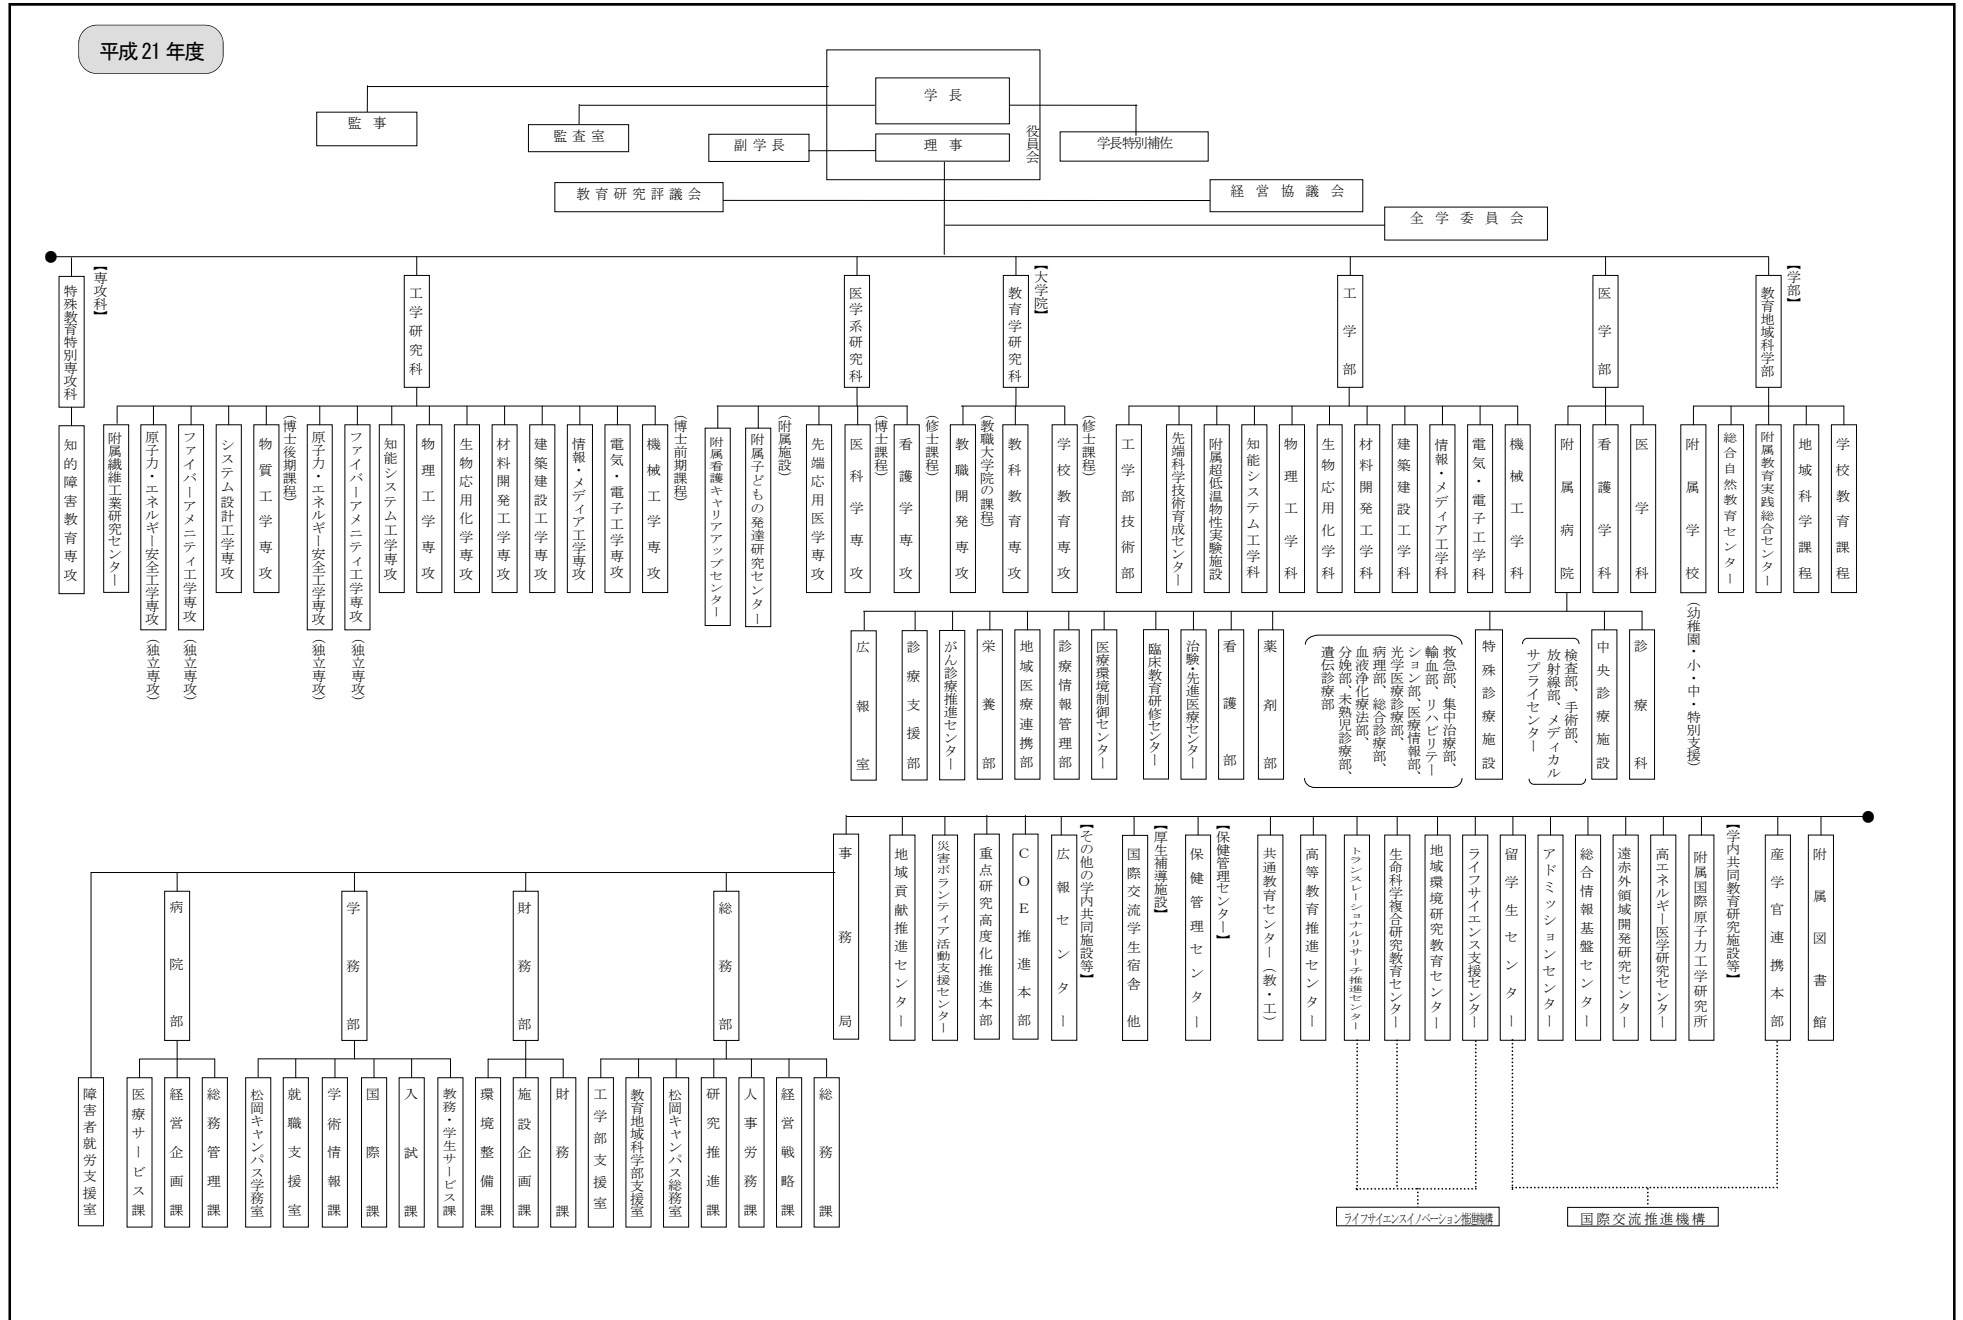 平成21年度
学長
監事
監査室
副学長
理事
役員会
学長特別補佐
教育研究評議会
経営協議会
全学委員会
【学部】
教育地域科学部
医学部
工学部
【大学院】
教育学研究科
医学系研究科
工学研究科
【専攻科】
特殊教育特別専攻科
学校教育課程
地域科学課程
附属教育実践総合センター
総合自然教育センター
附属学校
(幼稚園・小・中・特別支援)
医学科
看護学科
附属病院
機械工学科
電気・電子工学科
情報・メディア工学科
建築建設工学科
材料開発工学科
生物応用化学科
物理工学科
知能システム工学科
附属超低温物性実験施設
先端科学技術育成センター
工学部技術部
(修士課程)
学校教育専攻
教科教育専攻
(教職大学院の課程)
教職開発専攻
(修士課程)
看護学専攻
(博士課程)
医科学専攻
先端応用医学専攻
(附属施設)
附属子どもの発達研究センター
附属看護キャリアアップセンター
(博士前期課程)
機械工学専攻
電気・電子工学専攻
情報・メディア工学専攻
建築建設工学専攻
材料開発工学専攻
生物応用化学専攻
物理工学専攻
知能システム工学専攻
ファイバーアメニティ工学専攻
(独立専攻)
原子力・エネルギー安全工学専攻
(独立専攻)
(博士後期課程)
物質工学専攻
システム設計工学専攻
ファイバーアメニティ工学専攻
(独立専攻)
原子力・エネルギー安全工学専攻
(独立専攻)
附属繊維工業研究センター
知的障害教育専攻
診療科
中央診療施設
検査部、手術部、
放射線部、メディカル
サプライセンター
特殊診療施設
救急部、集中治療部、
輸血部、リハビリテー
ション部、医療情報部、
光学医療診療部、
病理部、総合診療部、
血液浄化療法部、
分娩部、未熟児診療部、
遺伝診療部
薬剤部
看護部
治験・先進医療センター
臨床教育研修センター
医療環境制御センター
診療情報管理部
地域医療連携部
栄養部
がん診療推進センター
診療支援部
広報室
附属図書館
産学官連携本部
【学内共同教育研究施設等】
附属国際原子力工学研究所
高エネルギー医学研究センター
遠赤外領域開発研究センター
総合情報基盤センター
アドミッションセンター
留学生センター
ライフサイエンス支援センター
地域環境研究教育センター
生命科学複合研究教育センター
トランスレーショナルリサーチ推進センター
高等教育推進センター
共通教育センター(教・工)
【保健管理センター】
保健管理センター
【厚生補導施設】
国際交流学生宿舎他
【その他の学内共同施設等】
広報センター
COE推進本部
重点研究高度化推進本部
災害ボランティア活動支援センター
地域貢献推進センター
事務局
総務部
財務部
学務部
病院部
総務課
経営戦略課
人事労務課
研究推進課
松岡キャンパス総務室
教育地域科学部支援室
工学部支援室
財務課
施設企画課
環境整備課
教務・学生サービス課
入試課
国際課
学術情報課
就職支援室
松岡キャンパス学務室
総務管理課
経営企画課
医療サービス課
障害者就労支援室
ライフサイエンスイノベーション推進機構
国際交流推進機構